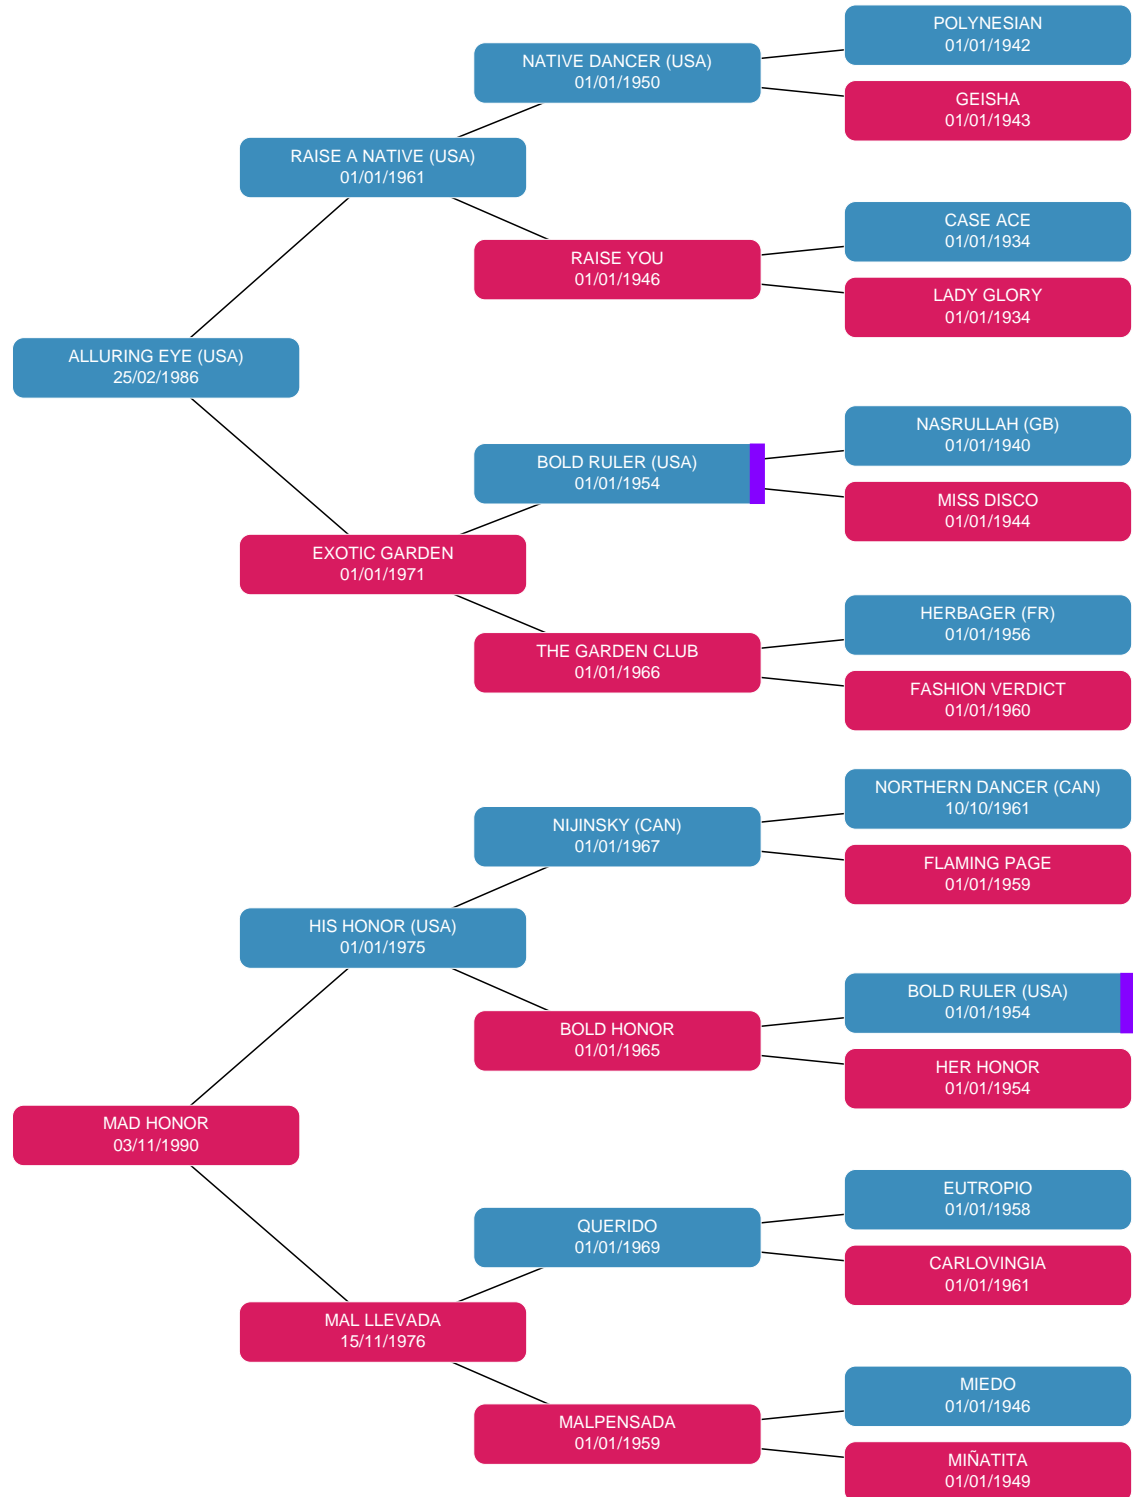 POLYNESIAN
01/01/1942
NATIVE DANCER (USA)
01/01/1950
GEISHA
01/01/1943
RAISE A NATIVE (USA)
01/01/1961
CASE ACE
01/01/1934
RAISE YOU
01/01/1946
LADY GLORY
01/01/1934
ALLURING EYE (USA)
25/02/1986
NASRULLAH (GB)
01/01/1940
BOLD RULER (USA)
01/01/1954
MISS DISCO
01/01/1944
EXOTIC GARDEN
01/01/1971
HERBAGER (FR)
01/01/1956
THE GARDEN CLUB
01/01/1966
FASHION VERDICT
01/01/1960
NORTHERN DANCER (CAN)
10/10/1961
NIJINSKY (CAN)
01/01/1967
FLAMING PAGE
01/01/1959
HIS HONOR (USA)
01/01/1975
BOLD RULER (USA)
01/01/1954
BOLD HONOR
01/01/1965
HER HONOR
01/01/1954
MAD HONOR
03/11/1990
EUTROPIO
01/01/1958
QUERIDO
01/01/1969
CARLOVINGIA
01/01/1961
MAL LLEVADA
15/11/1976
MIEDO
01/01/1946
MALPENSADA
01/01/1959
MIÑATITA
01/01/1949